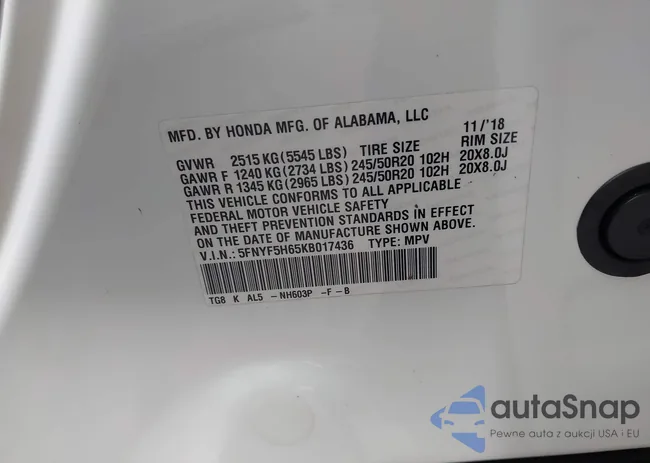 MFD. BY HONDA MFG. OF ALABAMA, LLC 11/'18
GVWR 2515 KG (5545 LBS) TIRE SIZE RIM SIZE
GAWR F 1240 KG (2734 LBS) 245/50R20 102H 20X8.0J
GAWR R 1345 KG (2965 LBS) 245/50R20 102H 20X8.0J
THIS VEHICLE CONFORMS TO ALL APPLICABLE
FEDERAL MOTOR VEHICLE SAFETY
AND THEFT PREVENTION STANDARDS IN EFFECT
ON THE DATE OF MANUFACTURE SHOWN ABOVE.
V.I.N.: 5FNYF5H65KB017436 TYPE: MPV
TG8 K AL5 -NH603P -F-B
autaSnap
Pewne auta z aukcji USA i EU